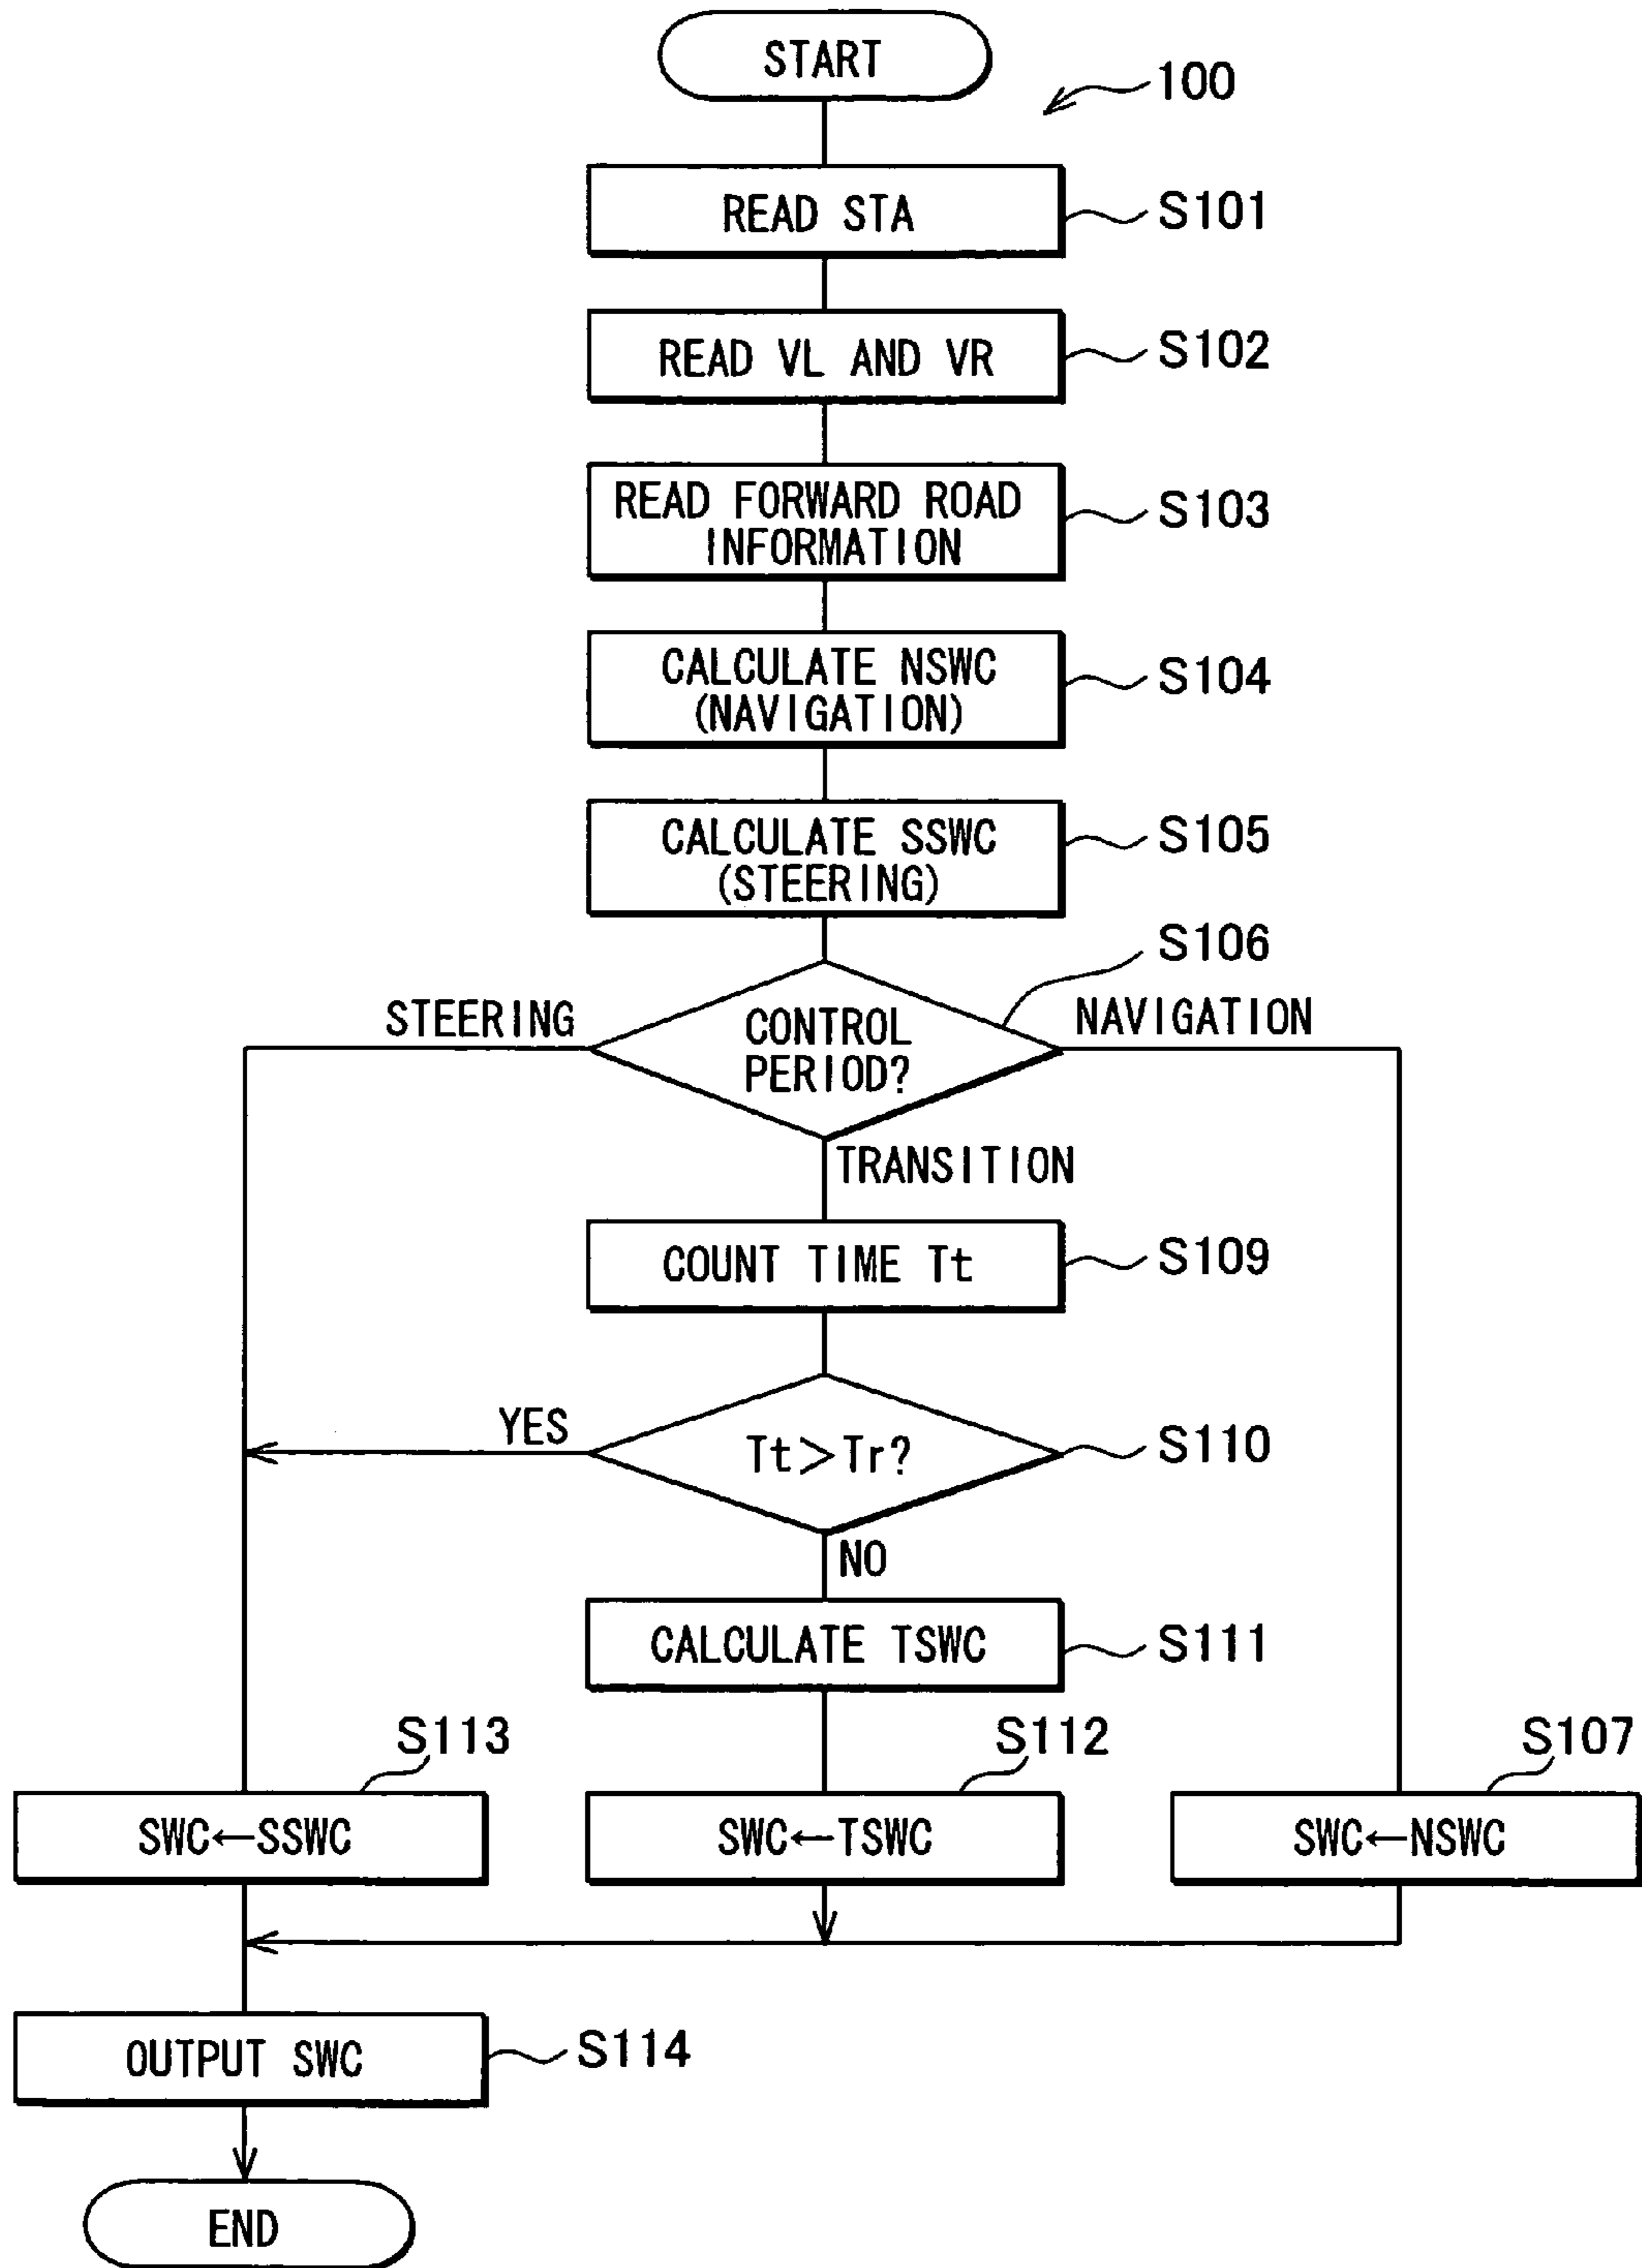 START
100
READ STA
S101
READ VL AND VR
S102
READ FORWARD ROAD
INFORMATION
S103
CALCULATE NSWC
(NAVIGATION)
S104
CALCULATE SSWC
(STEERING)
S105
S106
STEERING
CONTROL
PERIOD?
NAVIGATION
TRANSITION
COUNT TIME Tt
S109
YES
Tt>Tr?
S110
NO
CALCULATE TSWC
S111
S113
S112
S107
SWC←SSWC
SWC←TSWC
SWC←NSWC
OUTPUT SWC
S114
END